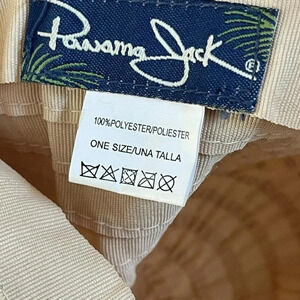 Panama Jack®
100%POLYESTER/POLIESTER
ONE SIZE/UNA TALLA